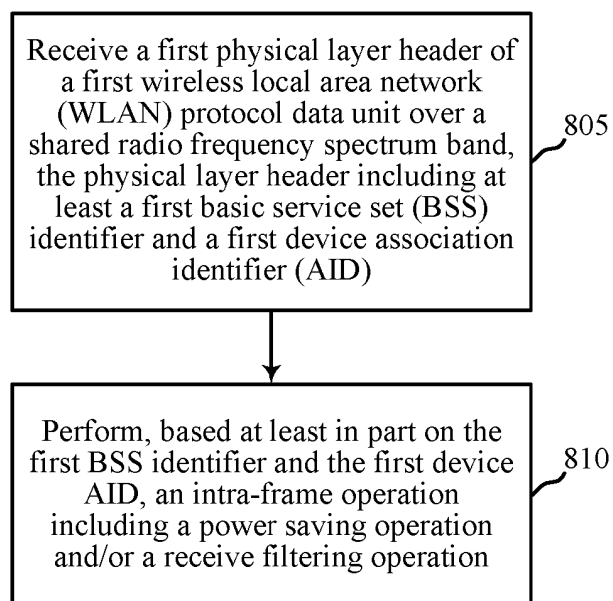 Receive a first physical layer header of
a first wireless local area network
(WLAN) protocol data unit over a
shared radio frequency spectrum band,
the physical layer header including at
least a first basic service set (BSS)
identifier and a first device association
identifier (AID)
805
Perform, based at least in part on the
first BSS identifier and the first device
AID, an intra-frame operation
including a power saving operation
and/or a receive filtering operation
810